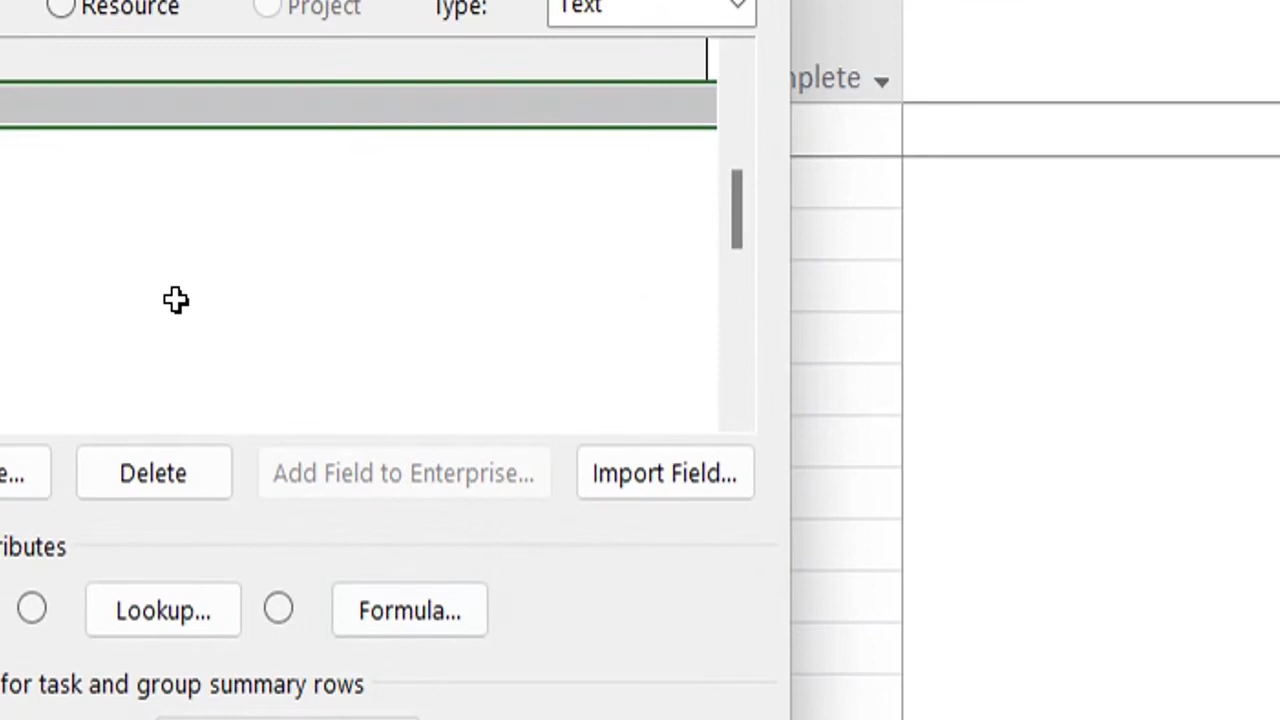 Resource Project Type: Text
mplete
e... Delete Add Field to Enterprise... Import Field...
ributes
Lookup... Formula...
for task and group summary rows